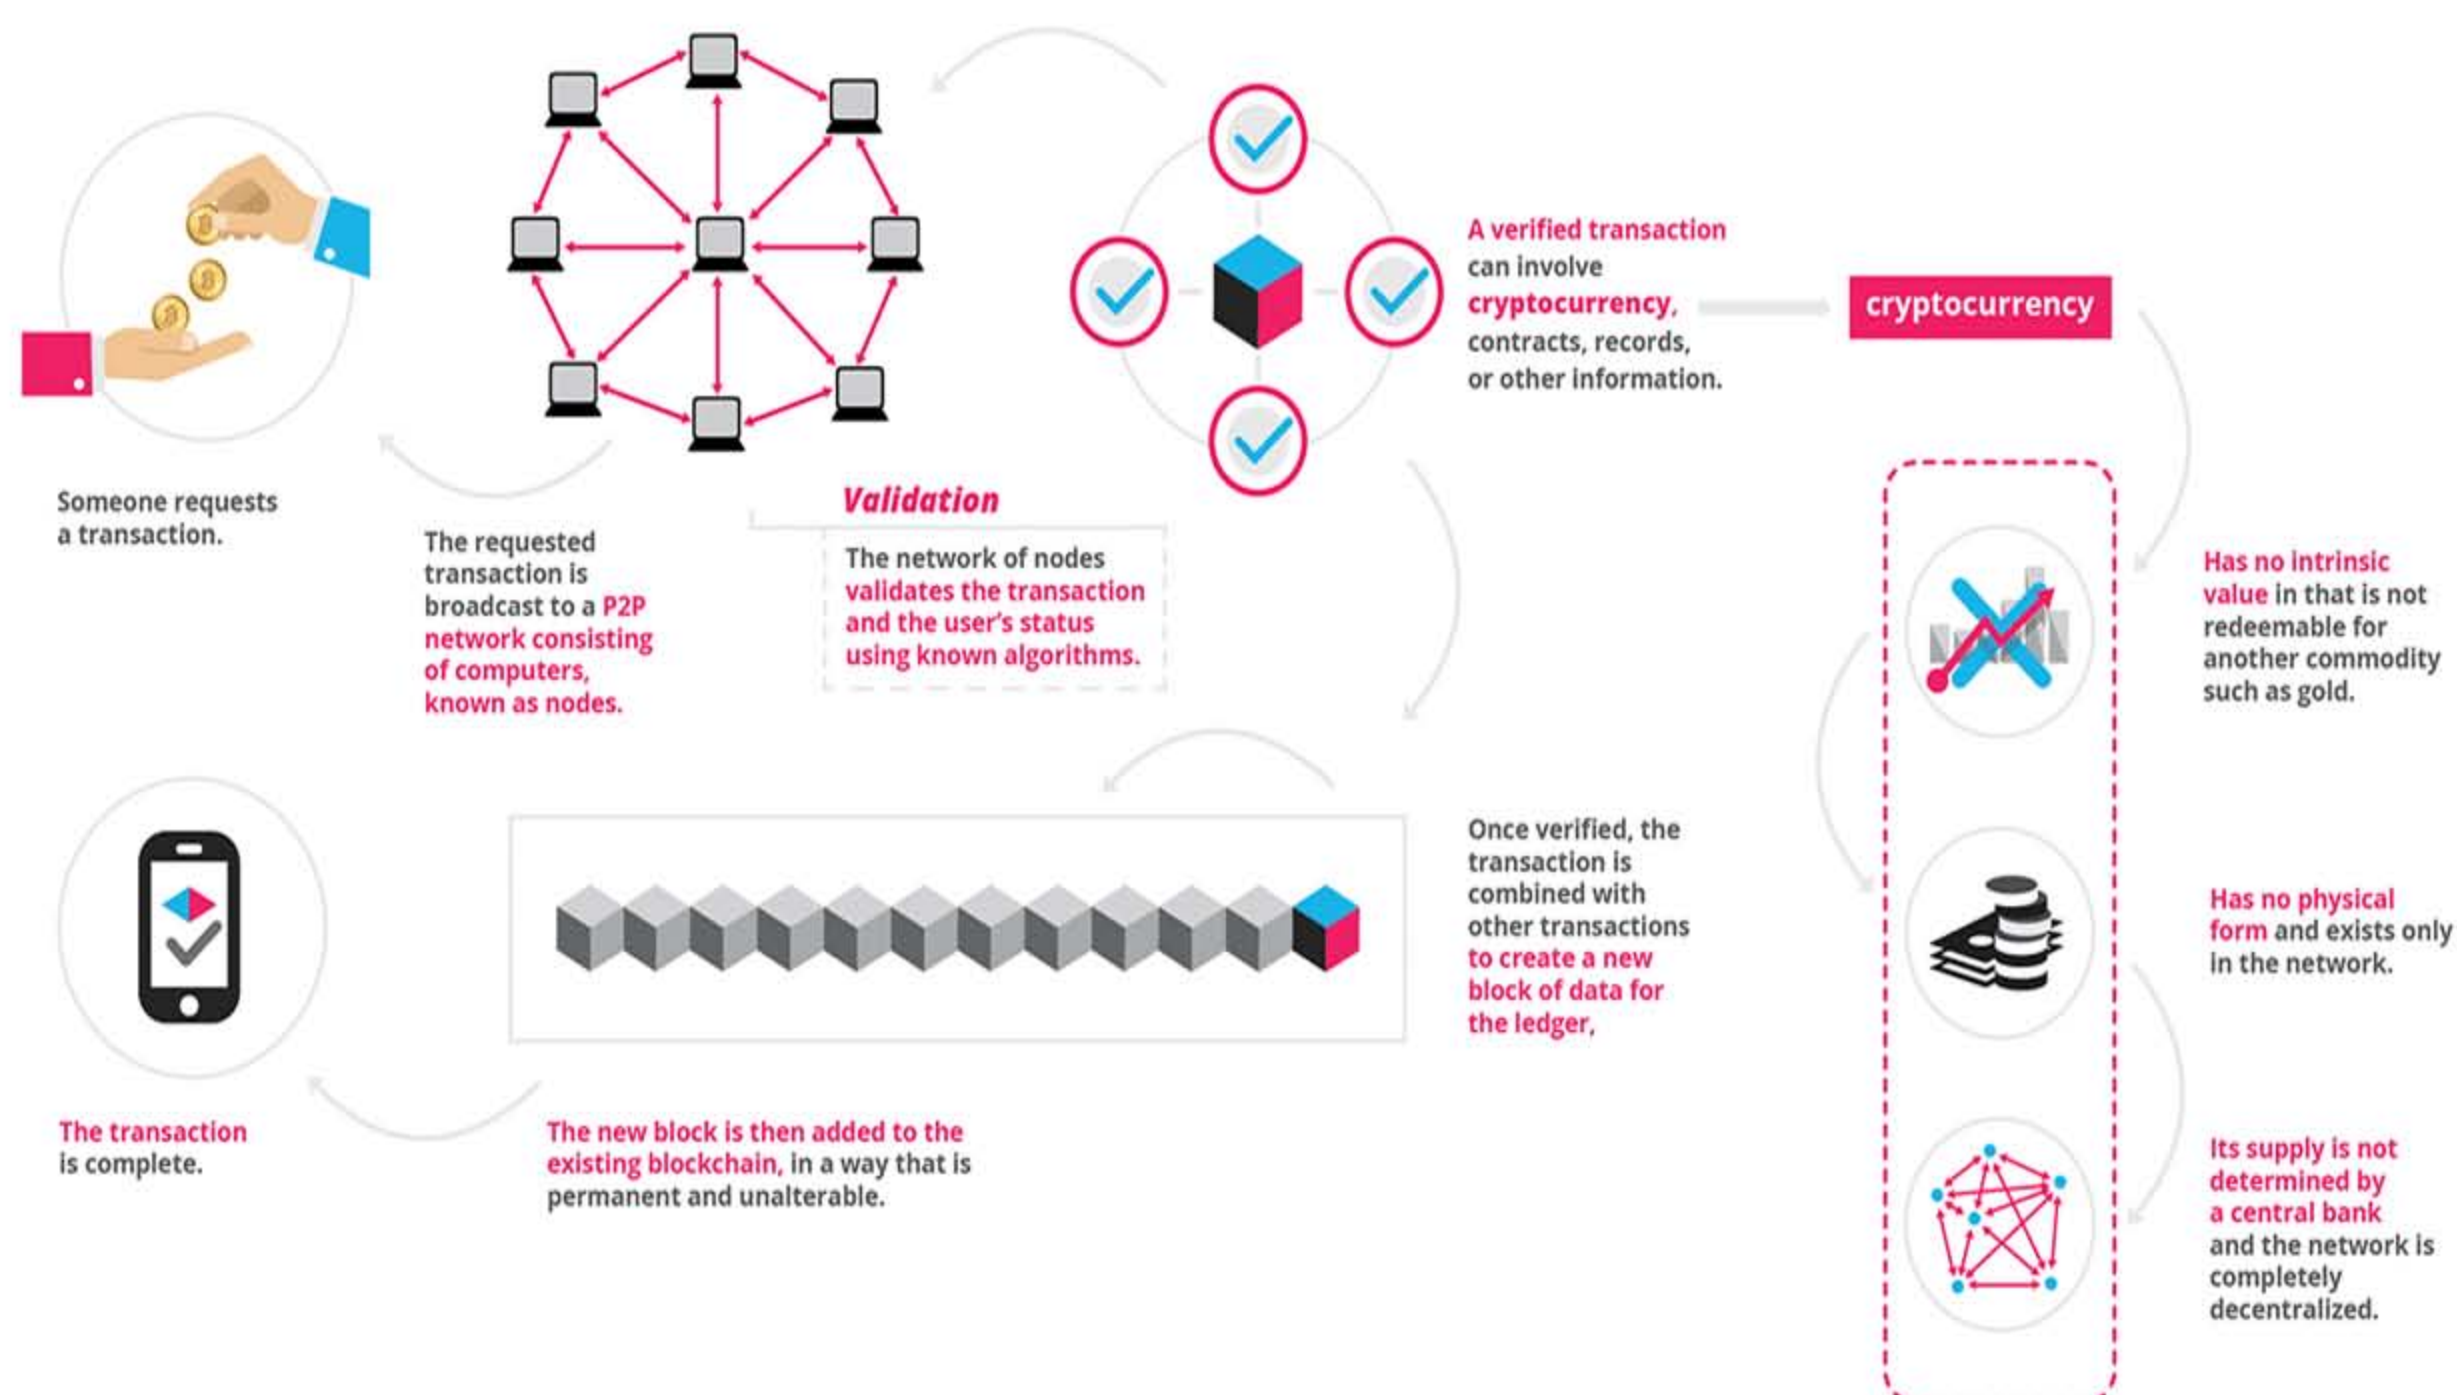 Someone requests
a transaction.
The requested
transaction is
broadcast to a P2P
network consisting
of computers,
known as nodes.
Validation
The network of nodes
validates the transaction
and the user's status
using known algorithms.
A verified transaction
can involve
cryptocurrency,
contracts, records,
or other information.
cryptocurrency
Has no intrinsic
value in that is not
redeemable for
another commodity
such as gold.
Has no physical
form and exists only
in the network.
Its supply is not
determined by
a central bank
and the network is
completely
decentralized.
Once verified, the
transaction is
combined with
other transactions
to create a new
block of data for
the ledger,
The new block is then added to the
existing blockchain, in a way that is
permanent and unalterable.
The transaction
is complete.